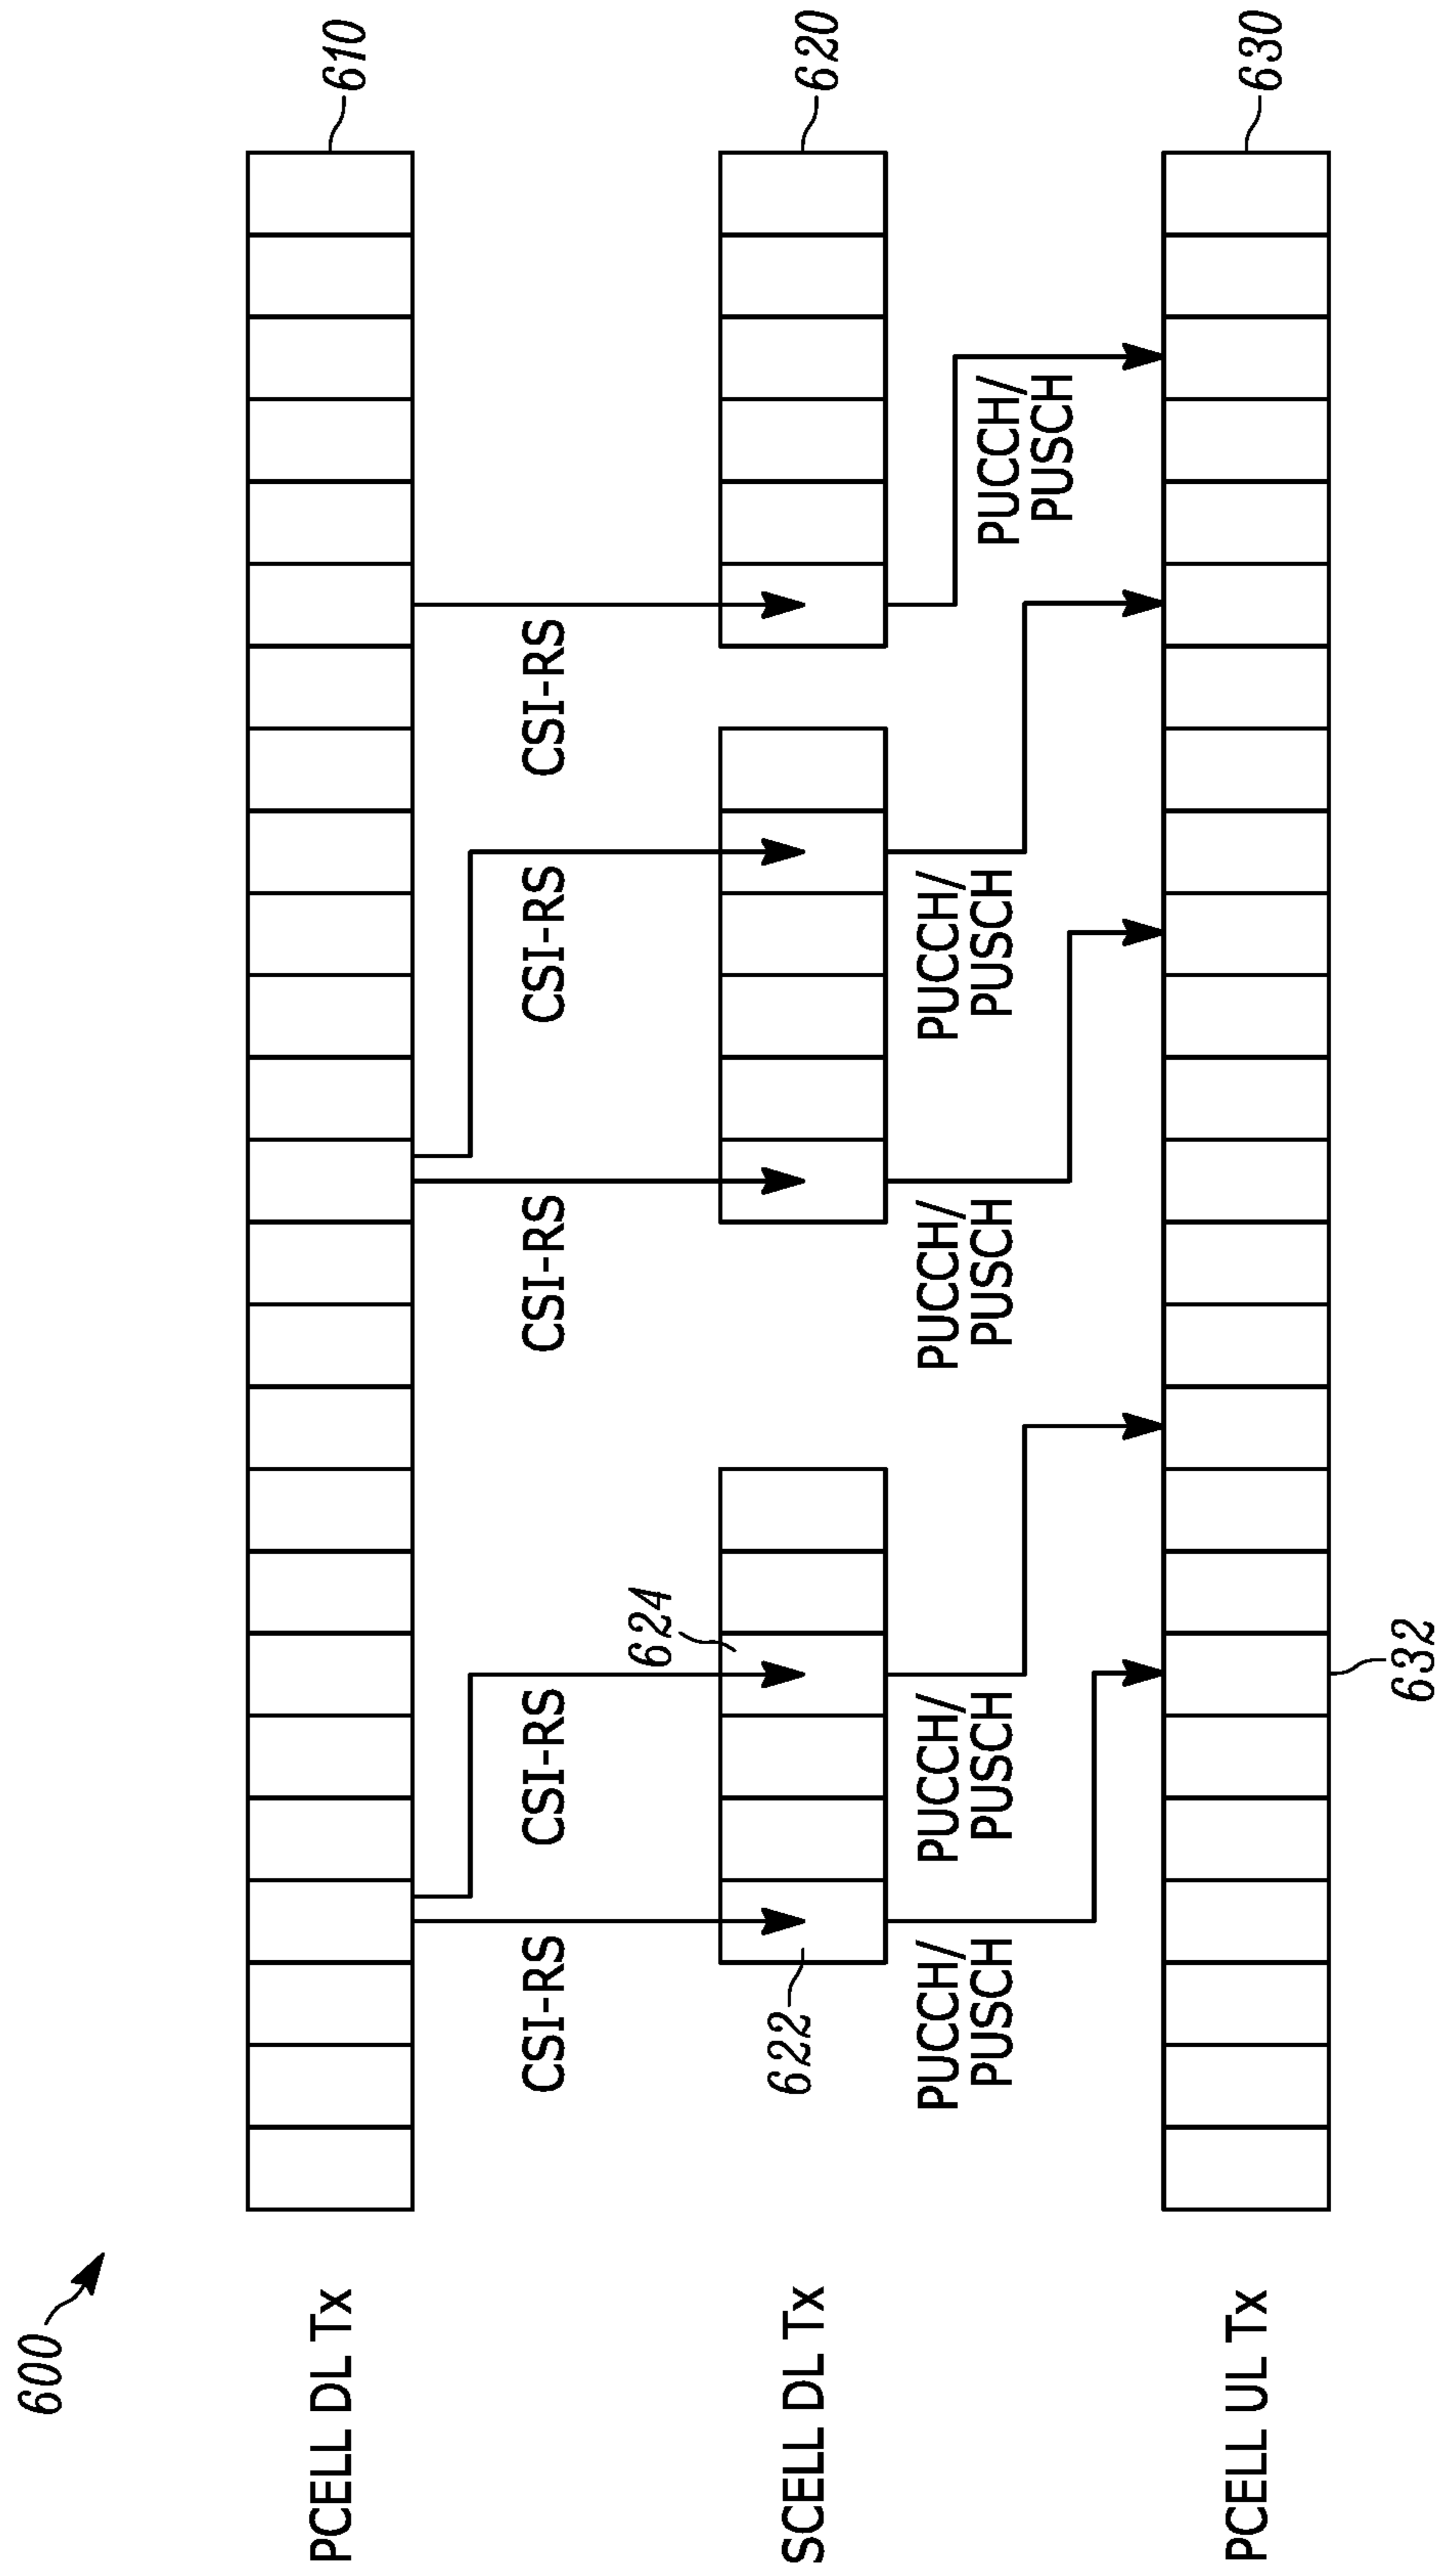 600
PCELL DL Tx
610
CSI-RS
CSI-RS
CSI-RS
CSI-RS
CSI-RS
624
SCELL DL Tx
622
620
PUCCH/
PUSCH
PUCCH/
PUSCH
PUCCH/
PUSCH
PUCCH/
PUSCH
PUCCH/
PUSCH
PCELL UL Tx
630
632